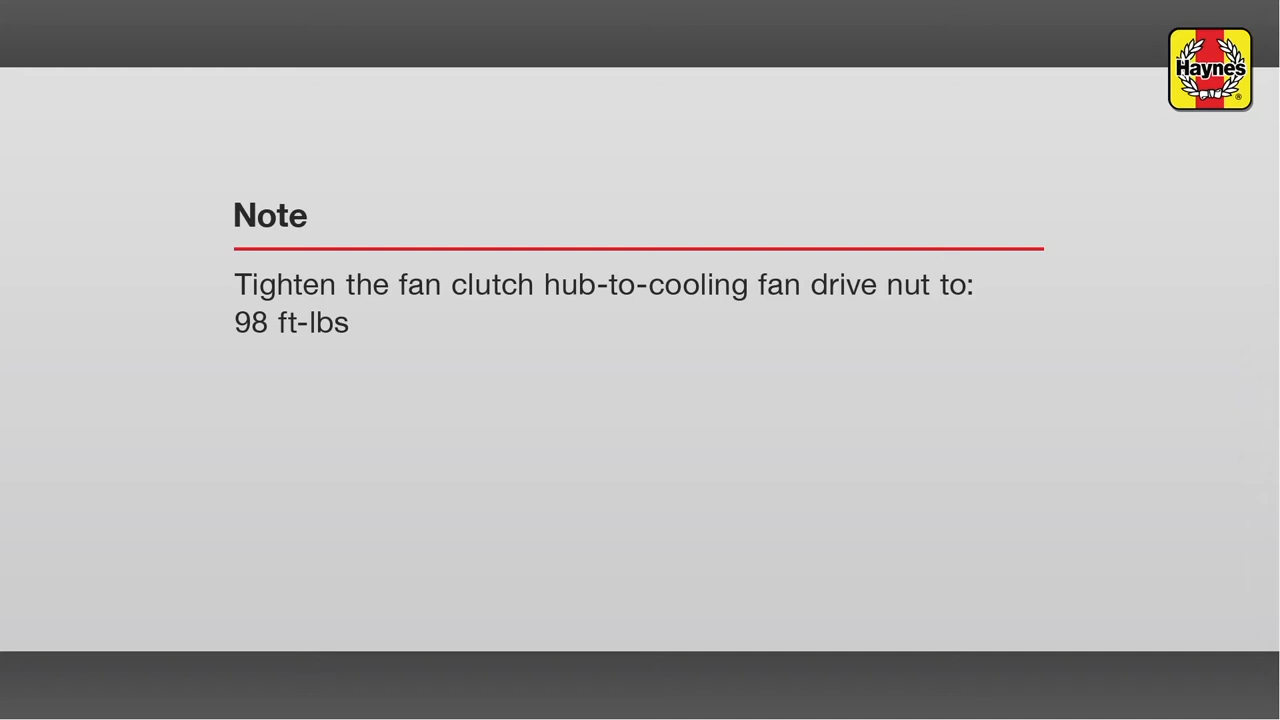 Haynes
Note
Tighten the fan clutch hub-to-cooling fan drive nut to:
98 ft-lbs